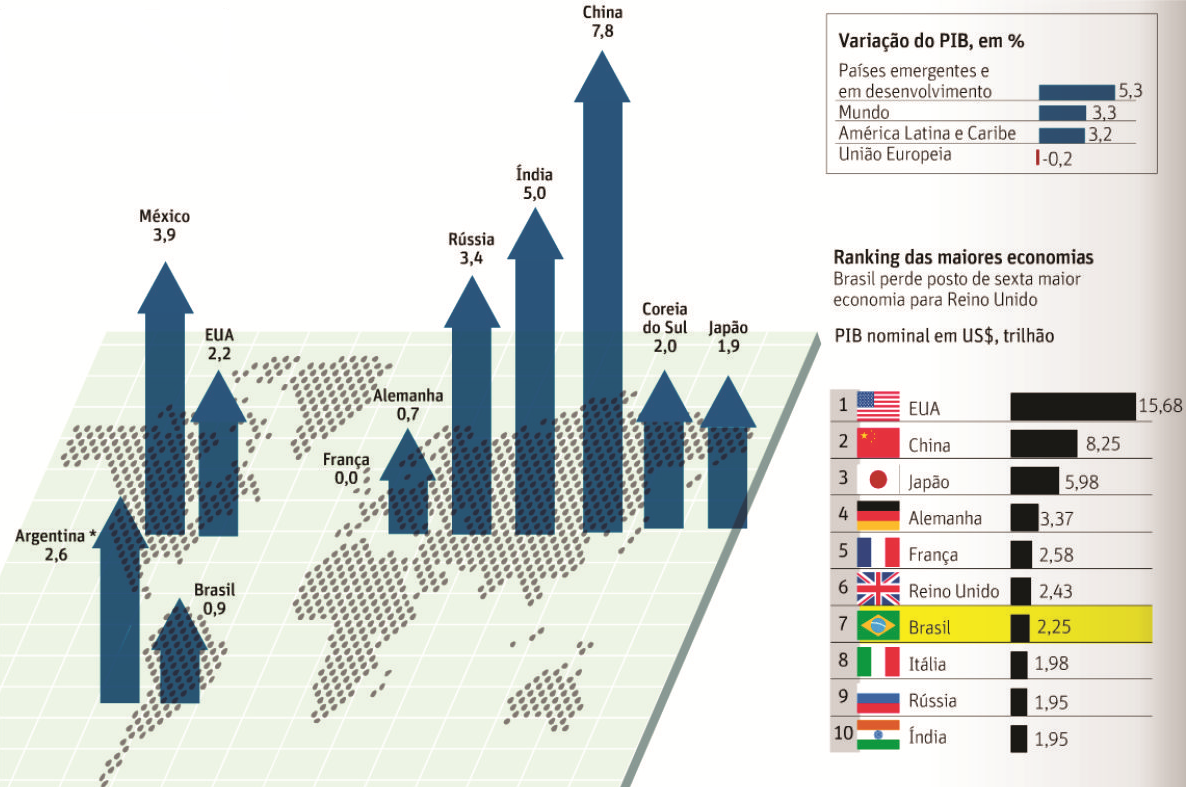 China
7,8
Índia
5,0
México
3,9
Rússia
3,4
EUA
2,2
Coreia
do Sul
2,0
Japão
1,9
Alemanha
0,7
França
0,0
Argentina *
2,6
Brasil
0,9
Variação do PIB, em %
Países emergentes e
em desenvolvimento 5,3
Mundo 3,3
América Latina e Caribe 3,2
União Europeia -0,2
Ranking das maiores economias
Brasil perde posto de sexta maior
economia para Reino Unido
PIB nominal em US$, trilhão
1 EUA 15,68
2 China 8,25
3 Japão 5,98
4 Alemanha 3,37
5 França 2,58
6 Reino Unido 2,43
7 Brasil 2,25
8 Itália 1,98
9 Rússia 1,95
10 Índia 1,95